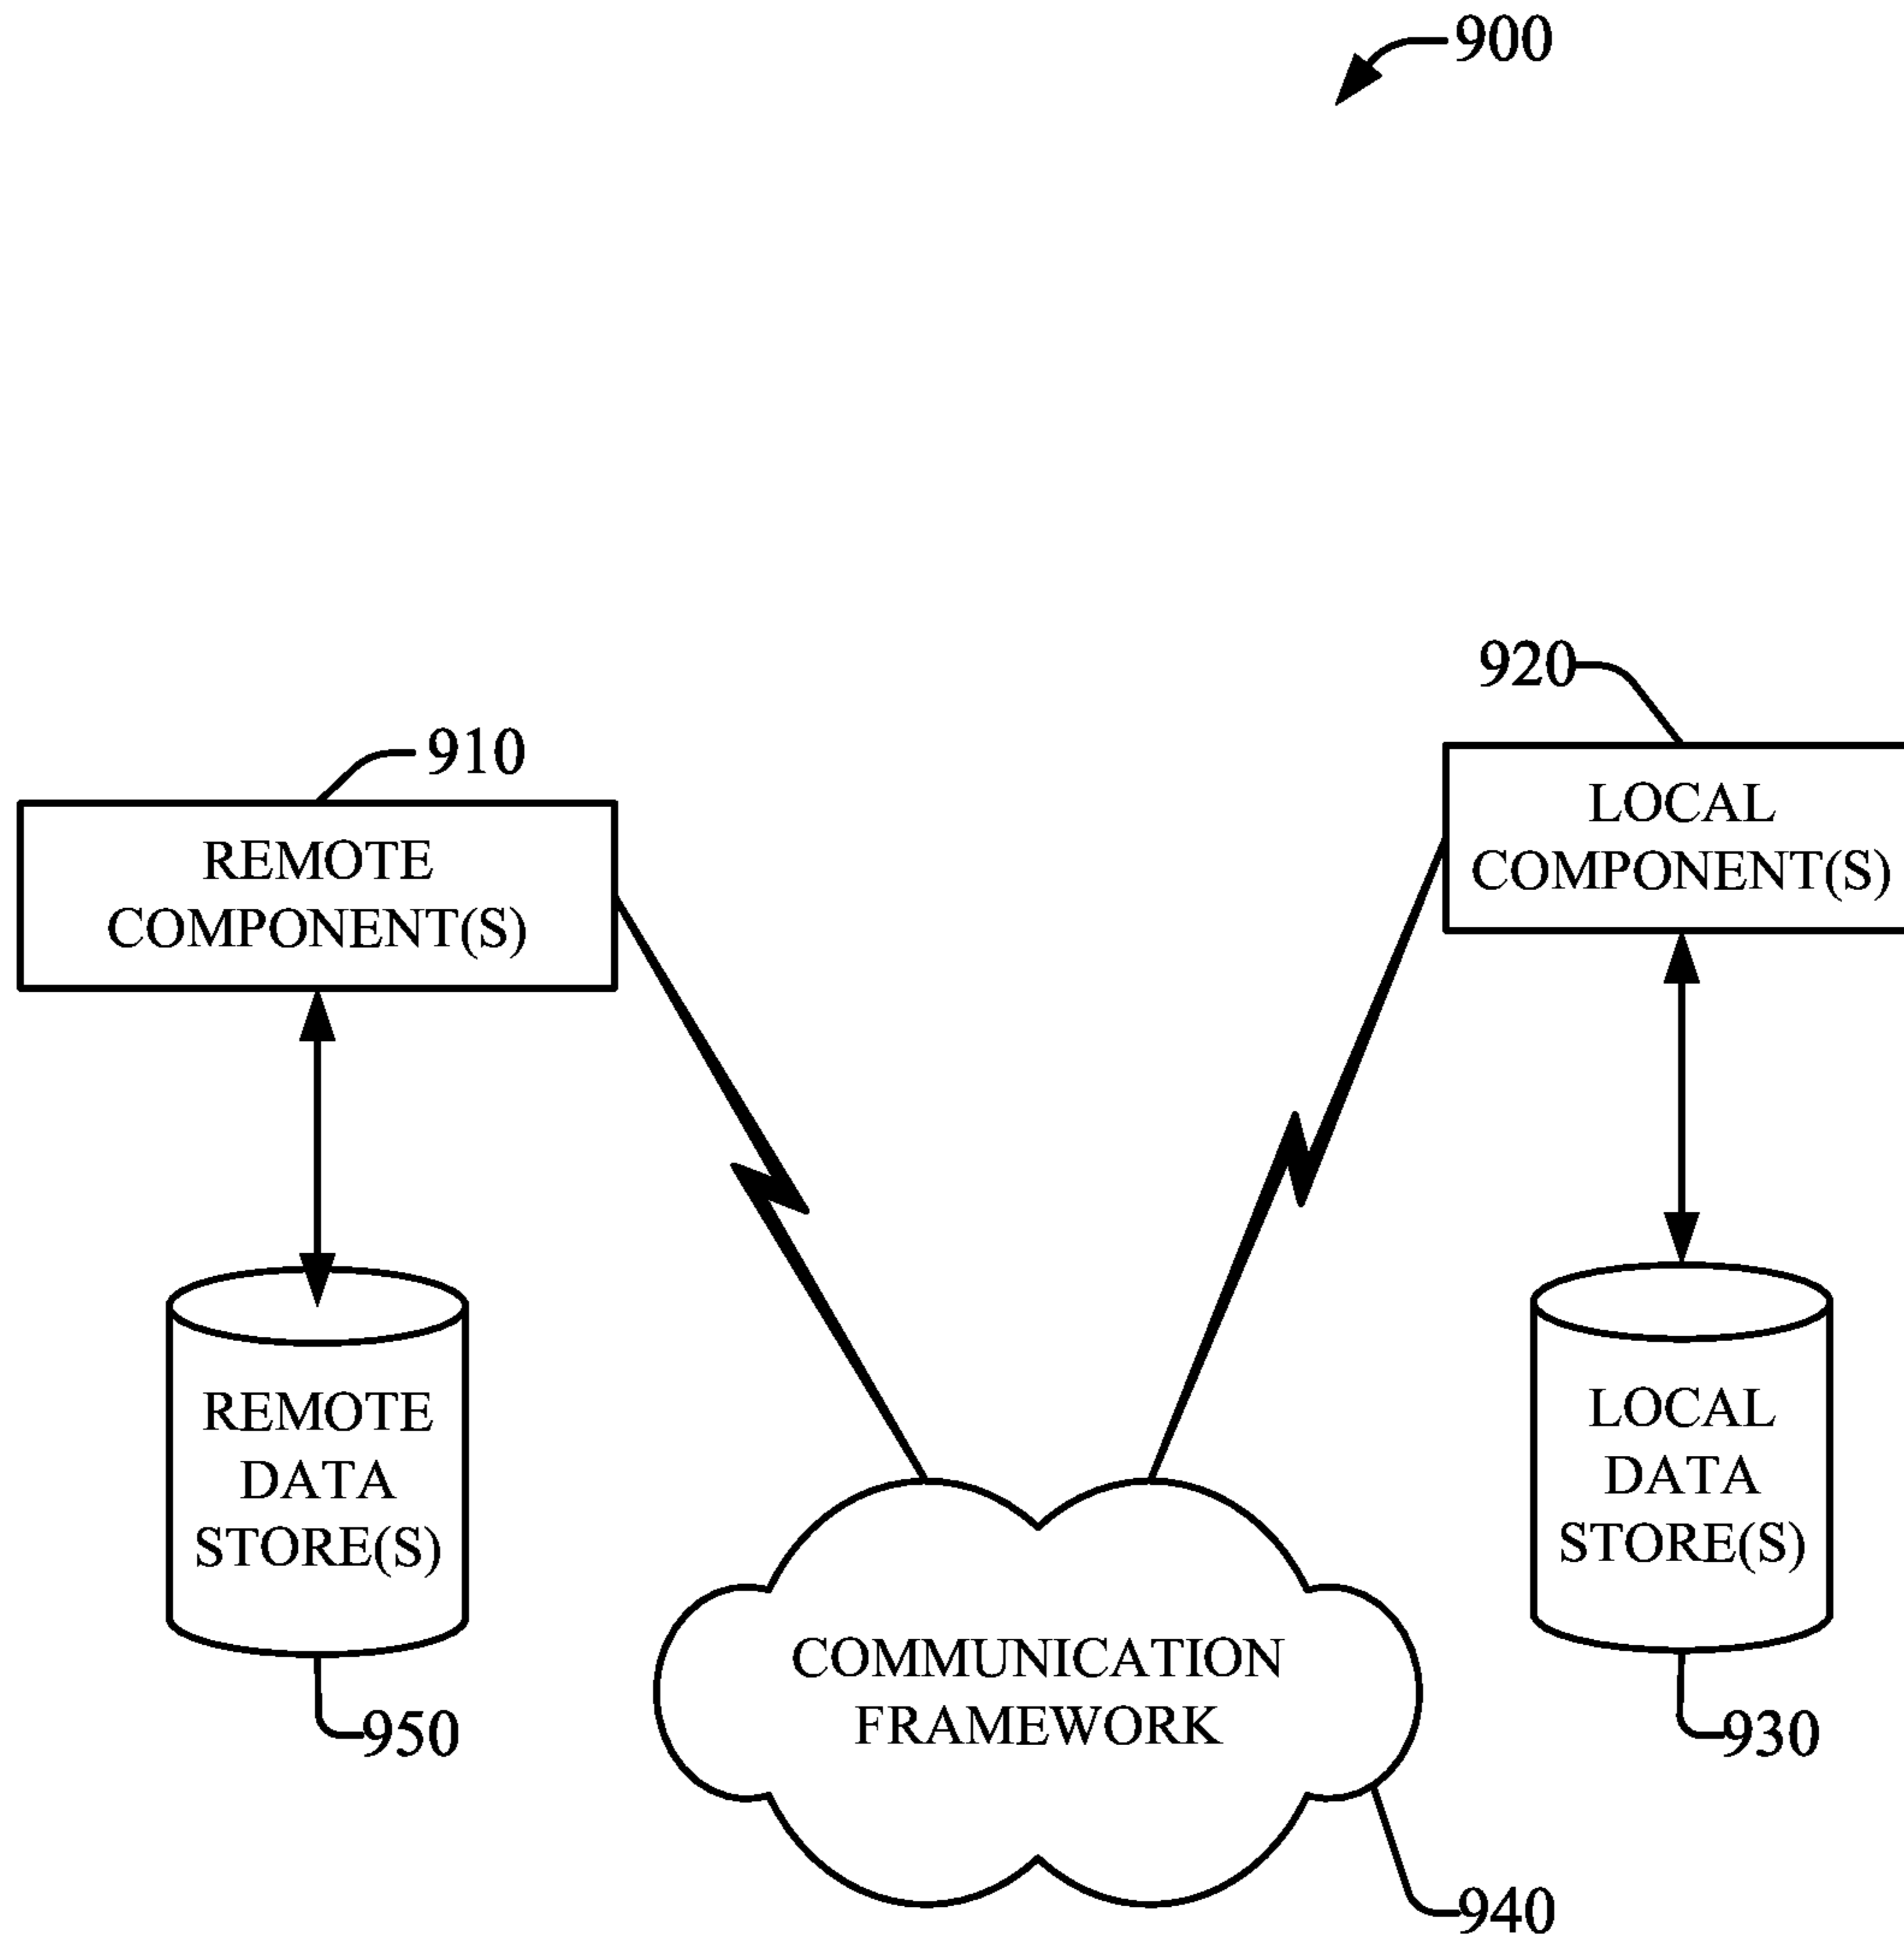 900
920
910
LOCAL
COMPONENT(S)
REMOTE
COMPONENT(S)
REMOTE
DATA
STORE(S)
LOCAL
DATA
STORE(S)
COMMUNICATION
FRAMEWORK
950
930
940